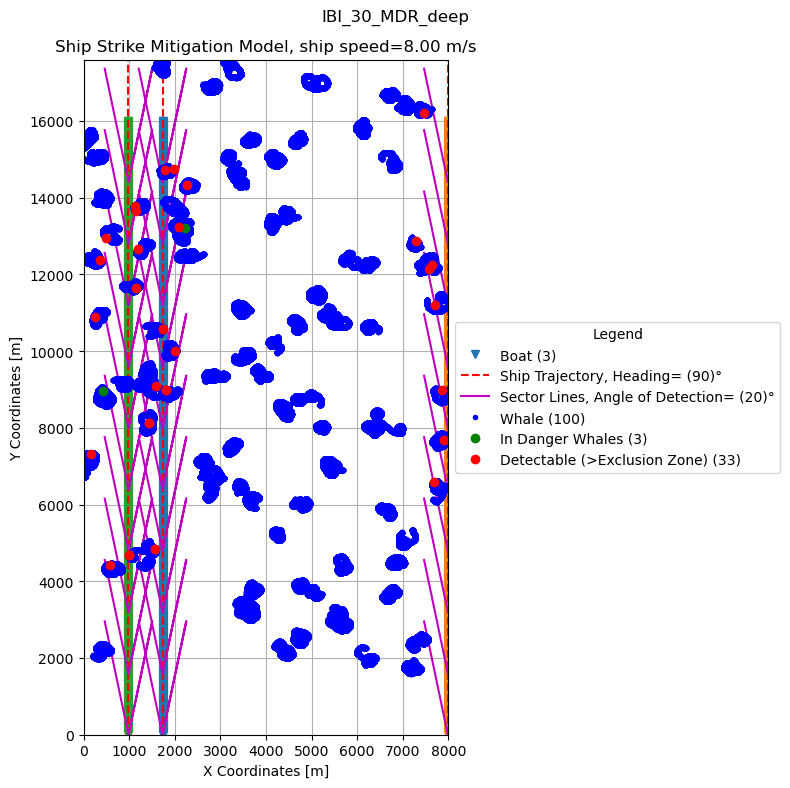 IBI_30_MDR_deep
Ship Strike Mitigation Model, ship speed=8.00 m/s
16000
14000
12000
10000
8000
6000
4000
2000
0
Y Coordinates [m]
0 1000 2000 3000 4000 5000 6000 7000 8000
X Coordinates [m]
Legend
Boat (3)
Ship Trajectory, Heading= (90)°
Sector Lines, Angle of Detection= (20)°
Whale (100)
In Danger Whales (3)
Detectable (>Exclusion Zone) (33)